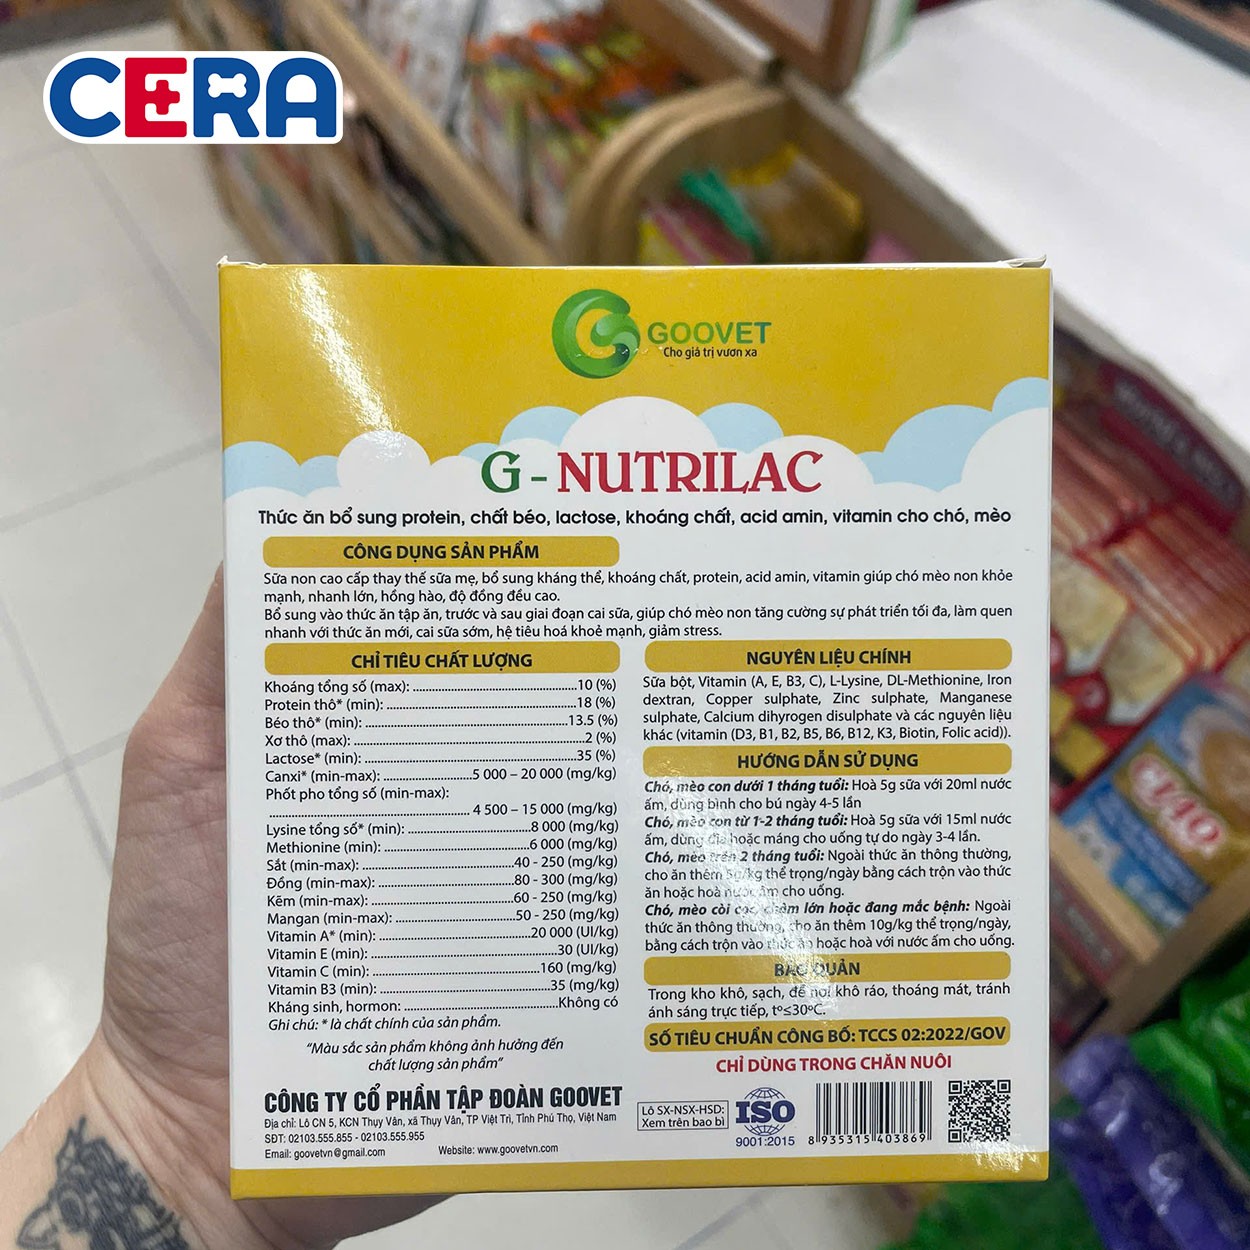 CERA
GOOVET
Cho giá trị vươn xa
G - NUTRILAC
Thức ăn bổ sung protein, chất béo, lactose, khoáng chất, acid amin, vitamin cho chó, mèo
CÔNG DỤNG SẢN PHẨM
Sữa non cao cấp thay thế sữa mẹ, bổ sung kháng thể, khoáng chất, protein, acid amin, vitamin giúp chó mèo non khỏe
mạnh, nhanh lớn, hồng hào, độ đồng đều cao.
Bổ sung vào thức ăn tập ăn, trước và sau giai đoạn cai sữa, giúp chó mèo non tăng cường sự phát triển tối đa, làm quen
nhanh với thức ăn mới, cai sữa sớm, hệ tiêu hoá khoẻ mạnh, giảm stress.
CHỈ TIÊU CHẤT LƯỢNG
Khoáng tổng số (max): ...10 (%)
Protein thô* (min): ...18 (%)
Béo thô* (min): ...13.5 (%)
Xơ thô (max): ...2 (%)
Lactose* (min): ...35 (%)
Canxi* (min-max): ...5 000 – 20 000 (mg/kg)
Phốt pho tổng số (min-max):
... 4 500 – 15 000 (mg/kg)
Lysine tổng số* (min): ...8 000 (mg/kg)
Methionine (min): ...6 000 (mg/kg)
Sắt (min-max): ...40 - 250 (mg/kg)
Đồng (min-max): ...80 - 300 (mg/kg)
Kẽm (min-max): ...60 - 250 (mg/kg)
Mangan (min-max): ...50 - 250 (mg/kg)
Vitamin A* (min): ...20 000 (UI/kg)
Vitamin E (min): ...30 (UI/kg)
Vitamin C (min): ...160 (mg/kg)
Vitamin B3 (min): ...35 (mg/kg)
Kháng sinh, hormon: ...Không có
Ghi chú: * là chất chính của sản phẩm.
"Màu sắc sản phẩm không ảnh hưởng đến
chất lượng sản phẩm"
NGUYÊN LIỆU CHÍNH
Sữa bột, Vitamin (A, E, B3, C), L-Lysine, DL-Methionine, Iron
dextran, Copper sulphate, Zinc sulphate, Manganese
sulphate, Calcium dihyrogen disulphate và các nguyên liệu
khác (vitamin (D3, B1, B2, B5, B6, B12, K3, Biotin, Folic acid)).
HƯỚNG DẪN SỬ DỤNG
Chó, mèo con dưới 1 tháng tuổi: Hoà 5g sữa với 20ml nước
ấm, dùng bình cho bú ngày 4-5 lần
Chó, mèo con từ 1-2 tháng tuổi: Hoà 5g sữa với 15ml nước
ấm, dùng đĩa hoặc máng cho uống tự do ngày 3-4 lần.
Chó, mèo trên 2 tháng tuổi: Ngoài thức ăn thông thường,
cho ăn thêm 5g/kg thể trọng/ngày bằng cách trộn vào thức
ăn hoặc hoà nước ấm cho uống.
Chó, mèo còi cọc, chậm lớn hoặc đang mắc bệnh: Ngoài
thức ăn thông thường, cho ăn thêm 10g/kg thể trọng/ngày,
bằng cách trộn vào thức ăn hoặc hoà với nước ấm cho uống.
BẢO QUẢN
Trong kho khô, sạch, để nơi khô ráo, thoáng mát, tránh
ánh sáng trực tiếp, tº≤30ºC.
SỐ TIÊU CHUẨN CÔNG BỐ: TCCS 02:2022/GOV
CHỈ DÙNG TRONG CHĂN NUÔI
CÔNG TY CỔ PHẦN TẬP ĐOÀN GOOVET
Địa chỉ: Lô CN 5, KCN Thụy Vân, xã Thụy Vân, TP Việt Trì, Tỉnh Phú Thọ, Việt Nam
SĐT: 02103.555.855 - 02103.555.955
Email: goovetvn@gmail.com Website: www.goovetvn.com
Lô SX-NSX-HSD:
Xem trên bao bì
ISO
9001:2015
8 935315 403869